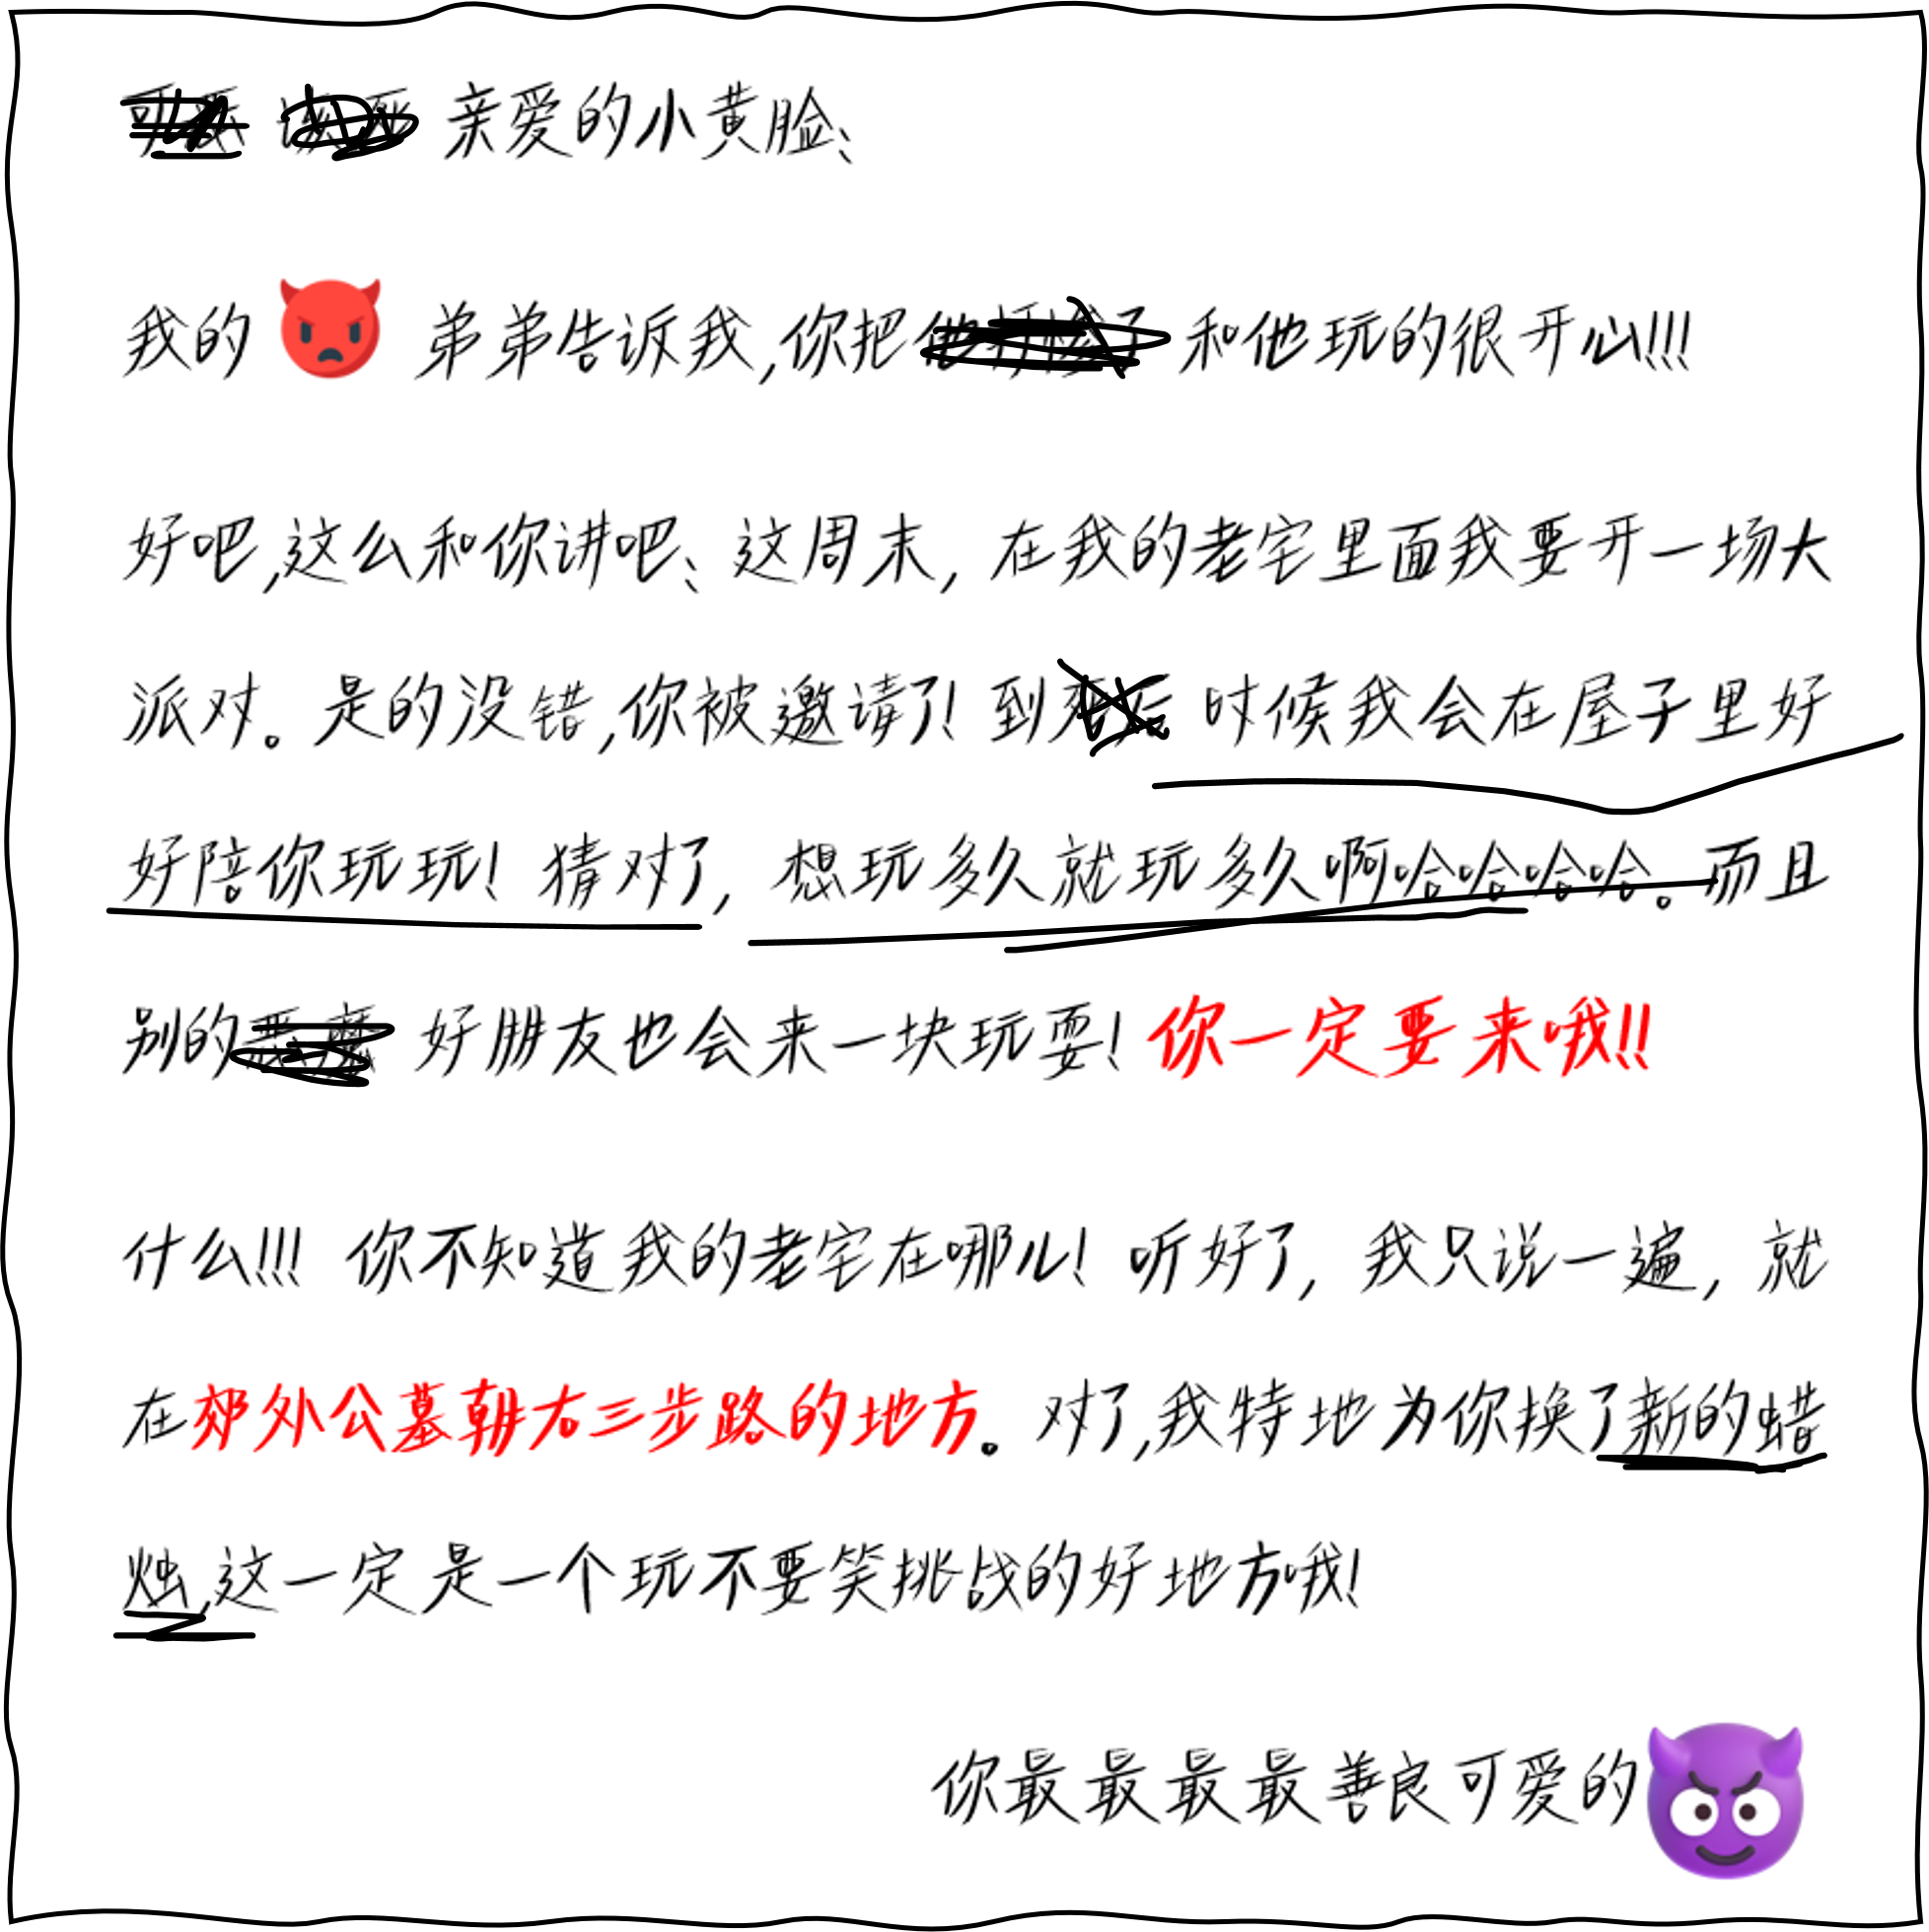 亲爱的小黄脸、
我的 弟弟告诉我,你把 和他玩的很开心!!!
好吧,这么和你讲吧、这周末, 在我的老宅里面我要开一场大
派对。是的没错,你被邀请了! 到 时候我会在屋子里好
好陪你玩玩! 猜对了, 想玩多久就玩多久啊哈哈哈哈。而且
别的恶魔 好朋友也会来一块玩耍! 你一定要来哦!!
什么!!! 你不知道我的老宅在哪儿! 听好了, 我只说一遍, 就
在郊外公墓朝右三步路的地方。对了,我特地为你换了新的蜡
烛,这一定是一个玩不要笑挑战的好地方哦!
你最最最最善良可爱的